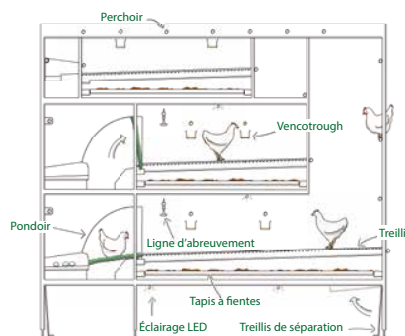 Perchoir
Vencotrough
Pondoir
Ligne d'abreuvement
Treilli
Tapis à fientes
Éclairage LED
Treillis de séparation